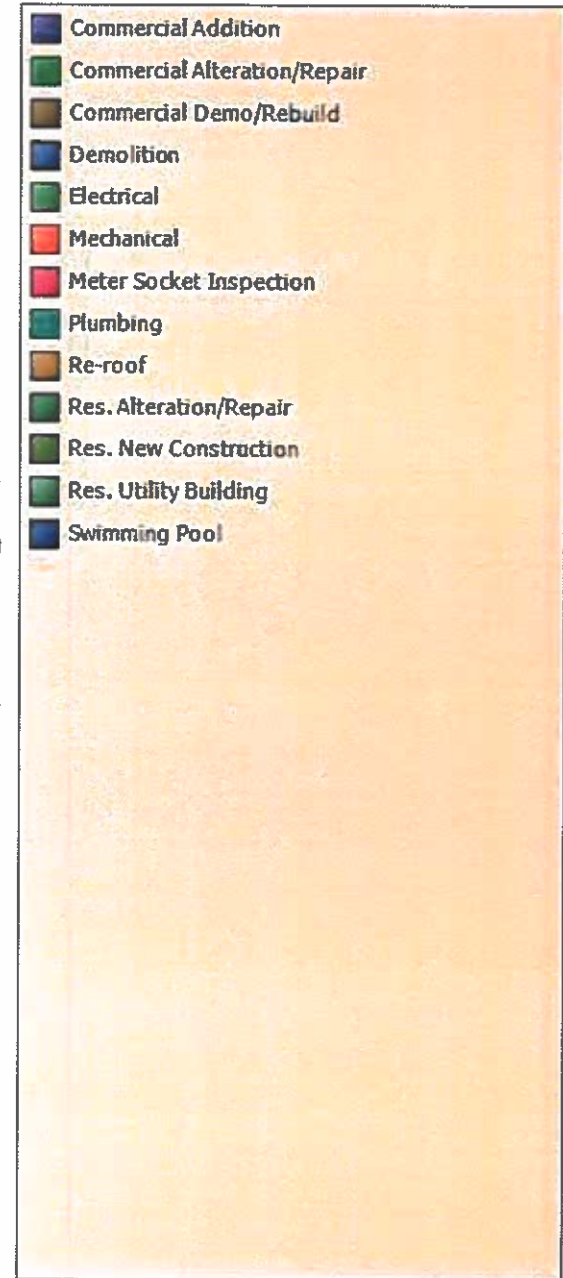 Commercial Addition
Commercial Alteration/Repair
Commercial Demo/Rebuild
Demolition
Electrical
Mechanical
Meter Socket Inspection
Plumbing
Re-roof
Res. Alteration/Repair
Res. New Construction
Res. Utility Building
Swimming Pool